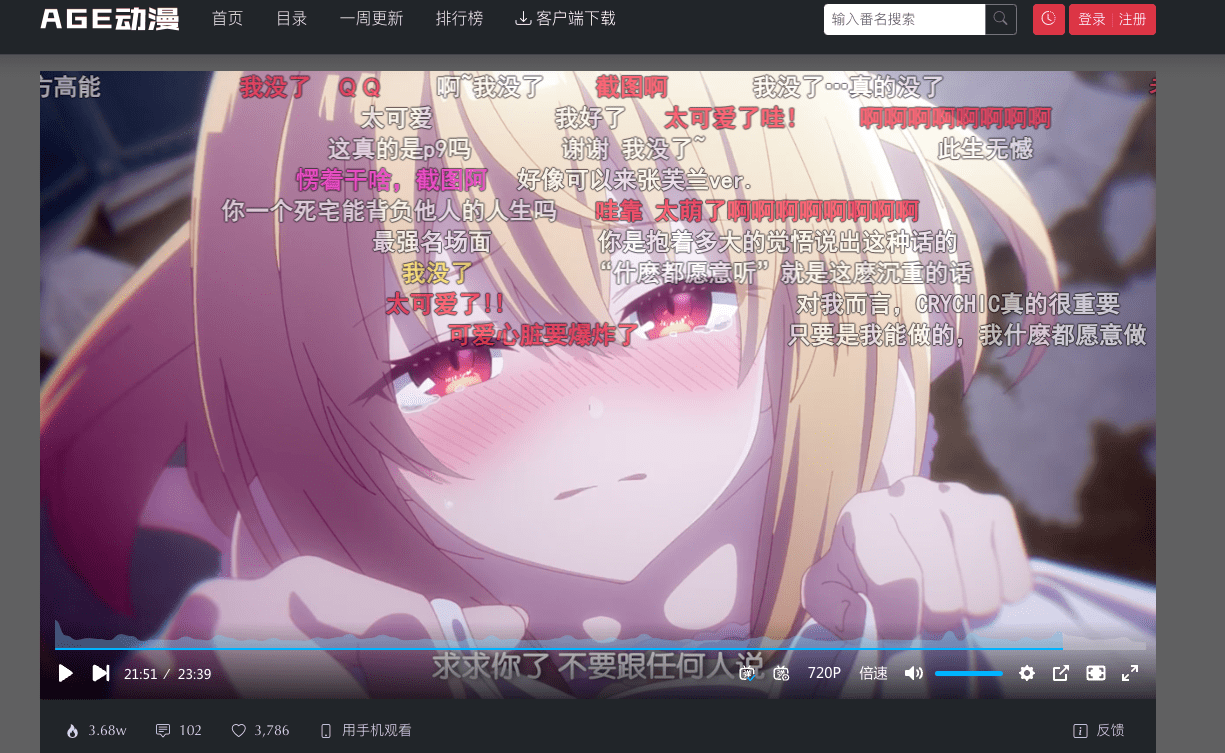 AGE动漫 首页 目录 一周更新 排行榜 客户端下载 输入番名搜索 登录 注册
方高能 我没了 QQ 啊~我没了 截图啊 我没了…真的没了
太可爱 我好了 太可爱了哇! 啊啊啊啊啊啊啊啊
这真的是p9吗 谢谢 我没了~ 此生无憾
愣着干啥，截图阿 好像可以来张芙兰ver.
你一个死宅能背负他人的人生吗 哇靠 太萌了啊啊啊啊啊啊啊啊
最强名场面 你是抱着多大的觉悟说出这种话的
我没了 “什麽都愿意听”就是这麽沉重的话
太可爱了!! 对我而言，CRYCHIC真的很重要
可爱心脏要爆炸了 只要是我能做的，我什麽都愿意做
求求你了 不要跟任何人说
21:51 / 23:39 720P 倍速
3.68w 102 3,786 用手机观看 反馈